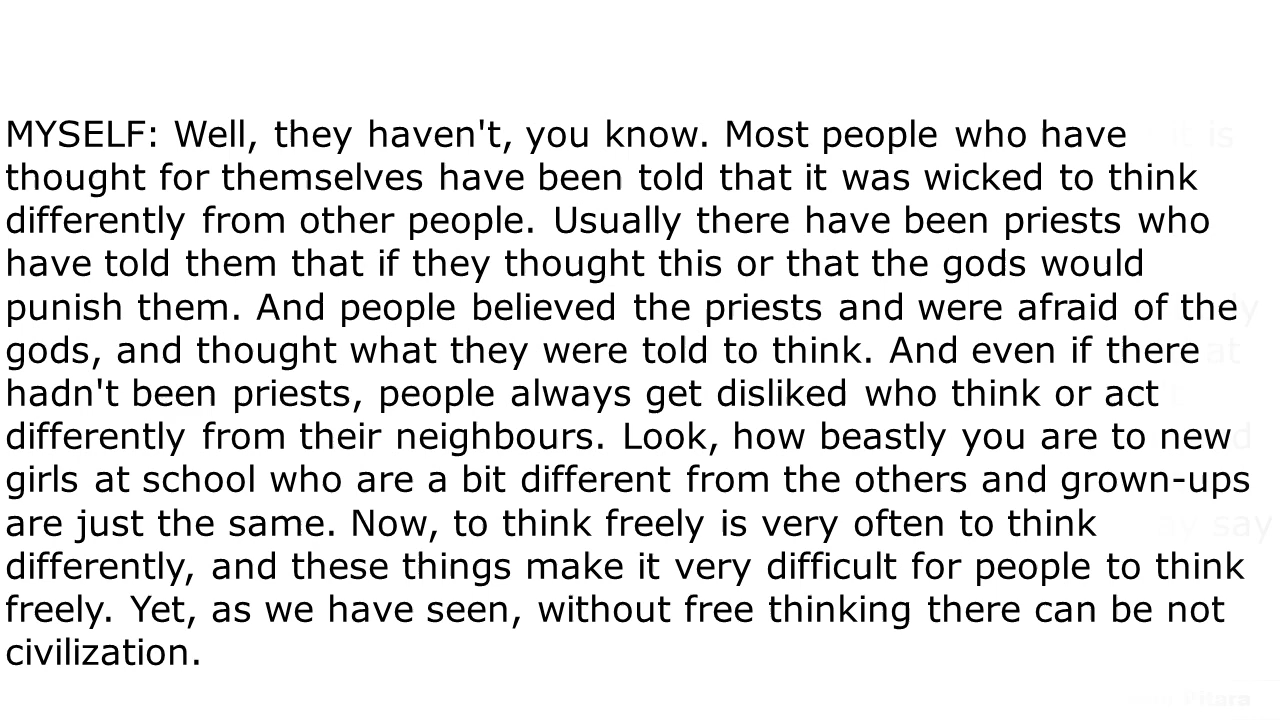 MYSELF: Well, they haven't, you know. Most people who have
thought for themselves have been told that it was wicked to think
differently from other people. Usually there have been priests who
have told them that if they thought this or that the gods would
punish them. And people believed the priests and were afraid of the
gods, and thought what they were told to think. And even if there
hadn't been priests, people always get disliked who think or act
differently from their neighbours. Look, how beastly you are to new
girls at school who are a bit different from the others and grown-ups
are just the same. Now, to think freely is very often to think
differently, and these things make it very difficult for people to think
freely. Yet, as we have seen, without free thinking there can be not
civilization.